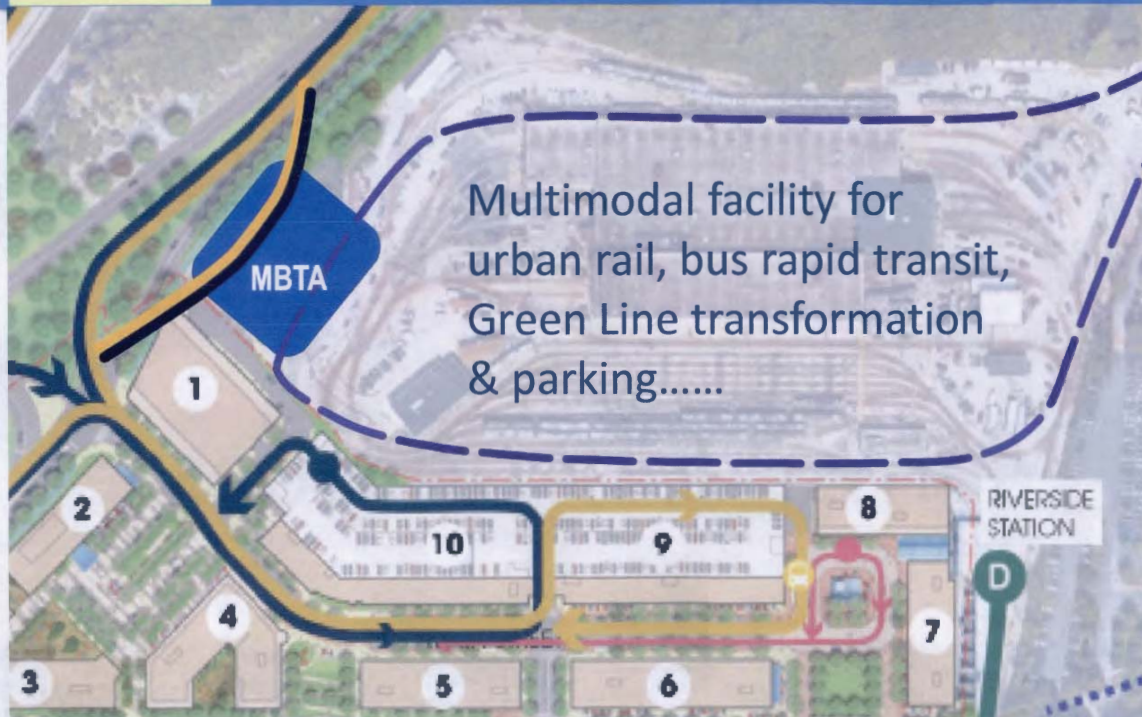 Multimodal facility for
urban rail, bus rapid transit,
Green Line transformation
& parking......
MBTA
1
2
3
4
5
6
7
8
9
10
RIVERSIDE
STATION
D